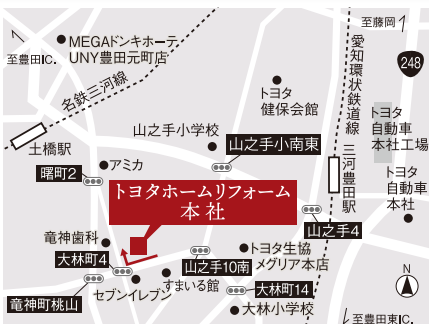 至藤岡
至豊田IC.
MEGAドンキホーテ
UNY豊田元町店
248
名鉄三河線
愛知環状鉄道線
トヨタ
健保会館
トヨタ
自動車
本社工場
山之手小学校
山之手小南東
土橋駅
アミカ
曙町2
三河豊田駅
トヨタ
自動車
本社
トヨタホームリフォーム
本社
山之手4
竜神歯科
大林町4
トヨタ生協
メグリア本店
山之手10南
セブンイレブン
すまいる館
大林町14
竜神町桃山
大林小学校
N
至豊田東IC.